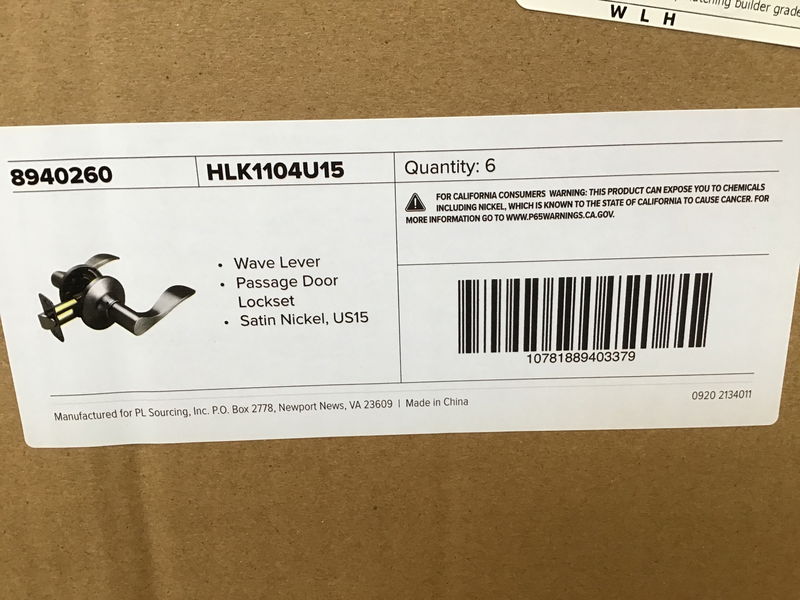 builder grade
W L H
8940260
HLK1104U15
Quantity: 6
FOR CALIFORNIA CONSUMERS WARNING: THIS PRODUCT CAN EXPOSE YOU TO CHEMICALS
INCLUDING NICKEL, WHICH IS KNOWN TO THE STATE OF CALIFORNIA TO CAUSE CANCER. FOR
MORE INFORMATION GO TO WWW.P65WARNINGS.CA.GOV.
• Wave Lever
• Passage Door
Lockset
• Satin Nickel, US15
10781889403379
Manufactured for PL Sourcing, Inc. P.O. Box 2778, Newport News, VA 23609 | Made in China
0920 2134011